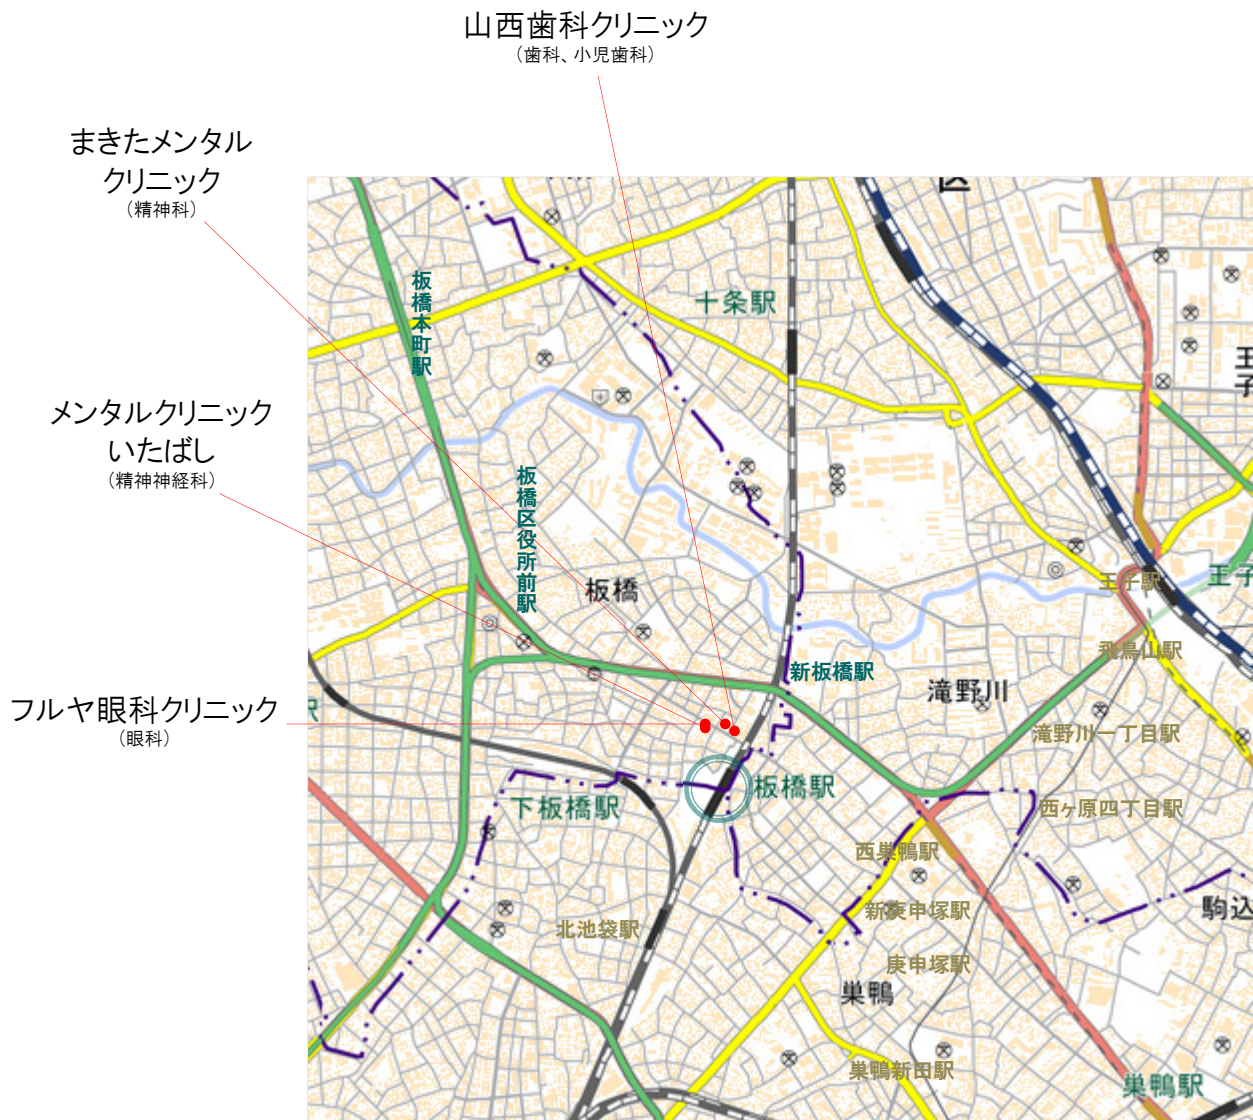 山西歯科クリニック
（歯科、小児歯科）
まきたメンタル
クリニック
（精神科）
メンタルクリニック
いたばし
（精神神経科）
フルヤ眼科クリニック
（眼科）
区
板橋本町駅
十条駅
王子
板橋区役所前駅
板橋
王子駅
王子
飛鳥山駅
新板橋駅
滝野川
駅
滝野川一丁目駅
板橋駅
下板橋駅
西ヶ原四丁目駅
西巣鴨駅
駒込
新庚申塚駅
北池袋駅
庚申塚駅
巣鴨
巣鴨新田駅
巣鴨駅